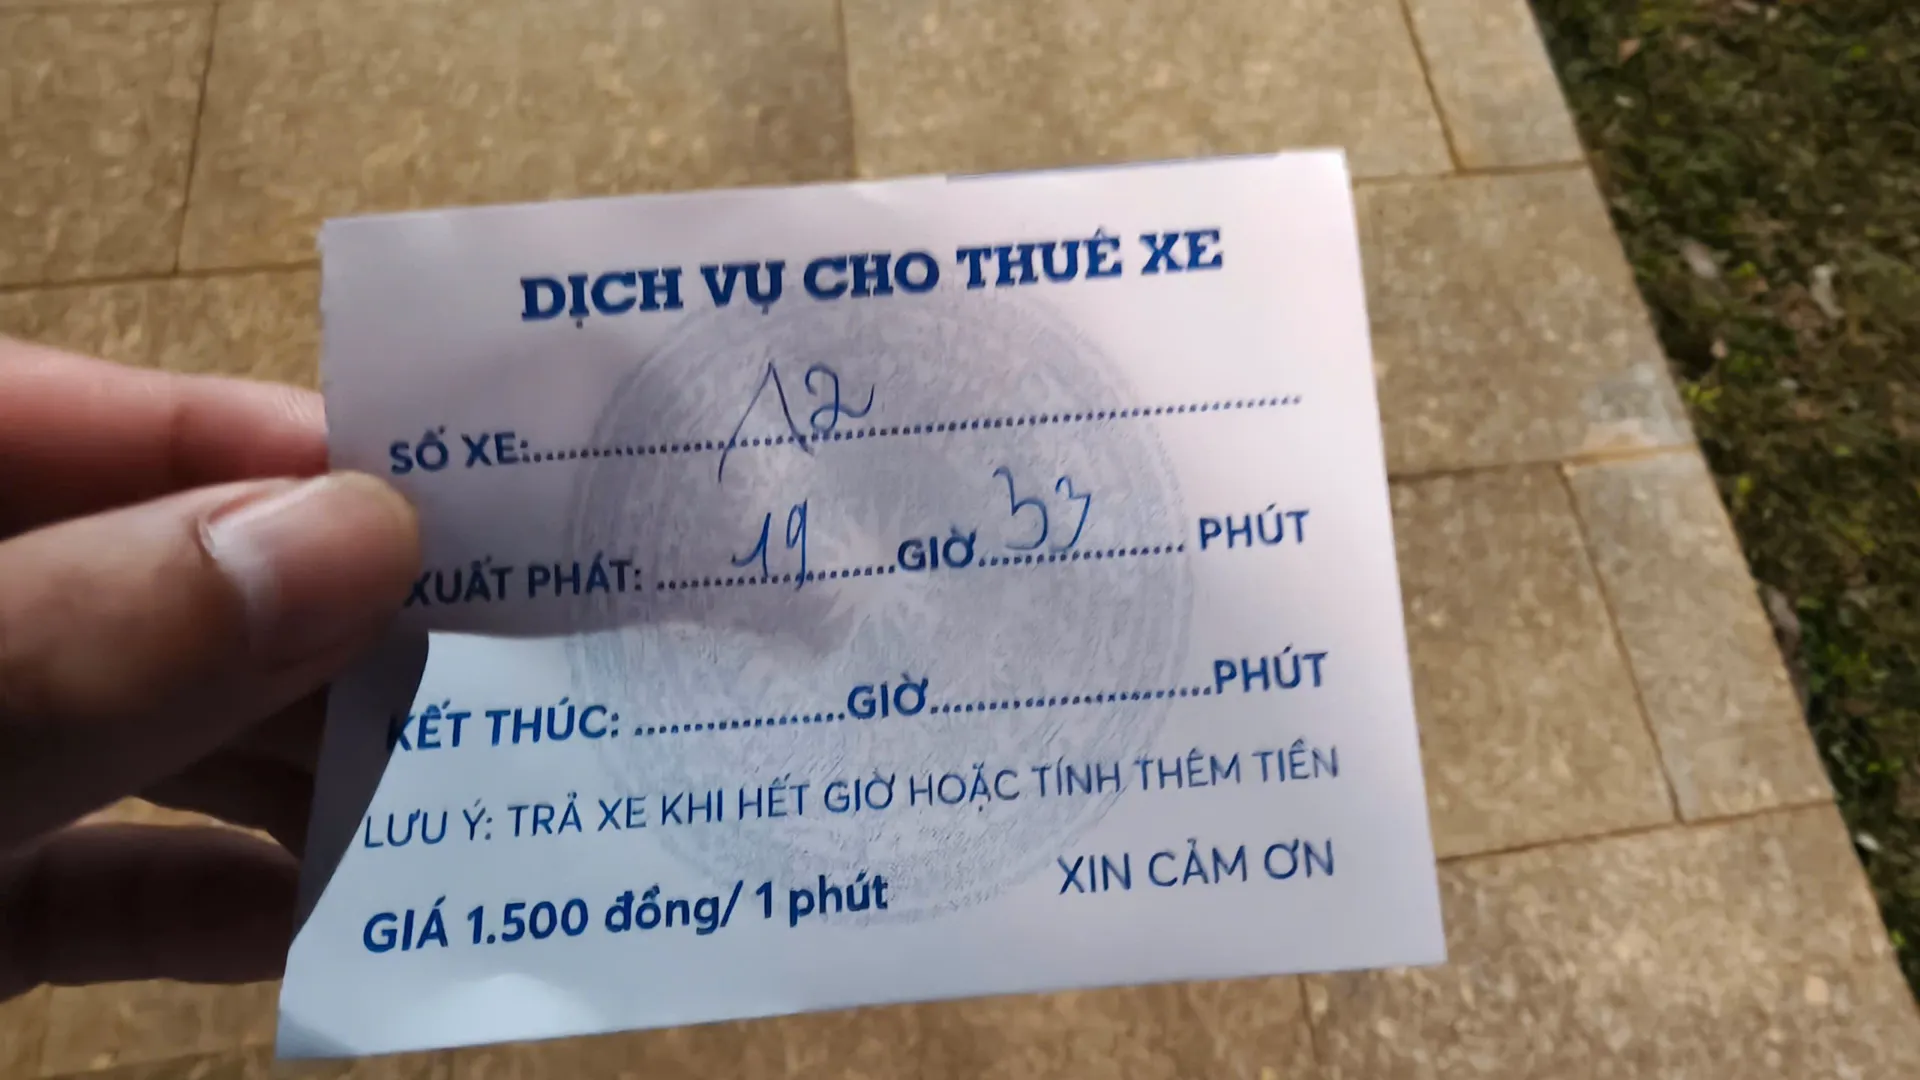 DỊCH VỤ CHO THUÊ XE
SỐ XE:..........12..........
XUẤT PHÁT: ..........19..........GIỜ..........33.......... PHÚT
KẾT THÚC: ..........GIỜ..........PHÚT
LƯU Ý: TRẢ XE KHI HẾT GIỜ HOẶC TÍNH THÊM TIỀN
XIN CẢM ƠN
GIÁ 1.500 đồng/ 1 phút